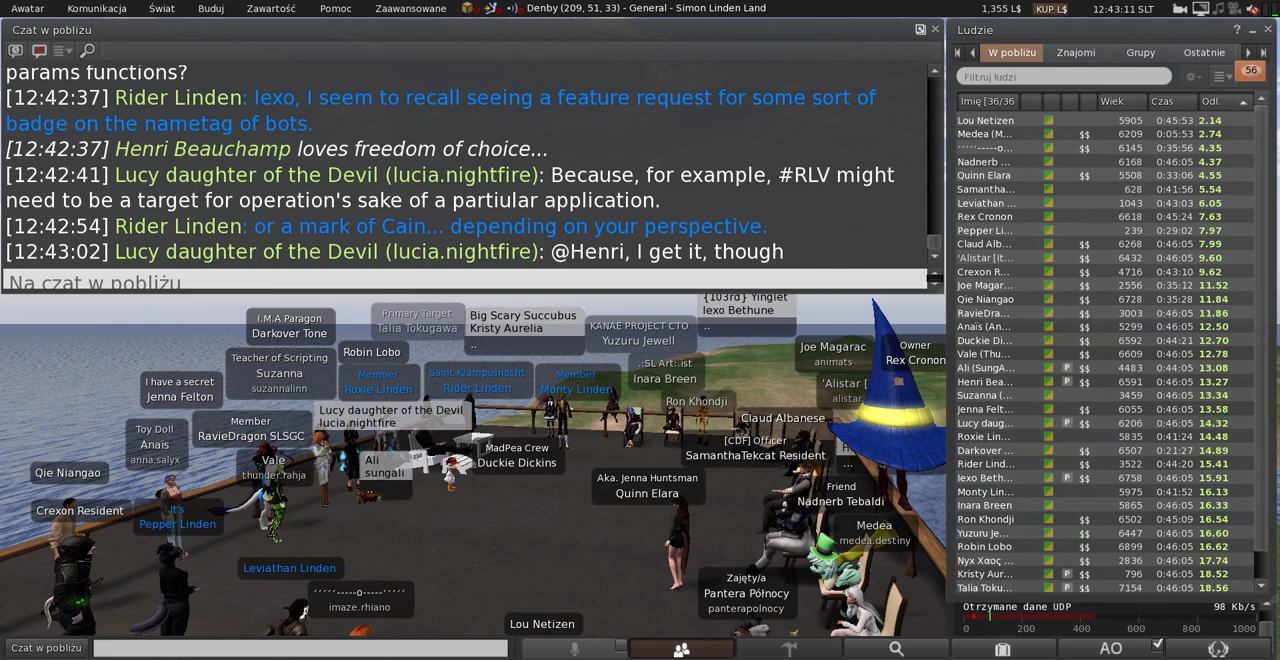 Awatar Komunikacja Świat Buduj Zawartość Pomoc Zaawansowane Denby (209, 51, 33) - General - Simon Linden Land 1,355 L$ KUP L$ 12:43:11 SLT
Czat w pobliżu
params functions?
[12:42:37] Rider Linden: Iexo, I seem to recall seeing a feature request for some sort of
badge on the nametag of bots.
[12:42:37] Henri Beauchamp loves freedom of choice...
[12:42:41] Lucy daughter of the Devil (lucia.nightfire): Because, for example, #RLV might
need to be a target for operation's sake of a partiular application.
[12:42:54] Rider Linden: or a mark of Cain... depending on your perspective.
[12:43:02] Lucy daughter of the Devil (lucia.nightfire): @Henri, I get it, though
Na czat w pobliżu
Ludzie
W pobliżu Znajomi Grupy Ostatnie
56
Filtruj ludzi
Imię [36/36 Wiek Czas Odl.
Lou Netizen 5905 0:45:53 2.14
Medea (M... $$ 6209 0:05:53 2.74
'''''-----o... $$ 6145 0:35:56 4.35
Nadnerb ... 6168 0:46:05 4.37
Quinn Elara $$ 5508 0:33:06 4.55
Samantha... 628 0:41:56 5.54
Leviathan ... 1042 0:43:03 6.05
Rex Cronon 6618 0:45:24 7.63
Pepper Li... 239 0:29:02 7.97
Claud Alb... $$ 6268 0:46:05 7.99
'Alistar [It... $$ 6432 0:46:05 9.60
Crexon R... $$ 4716 0:43:10 9.62
Joe Magar... $$ 2556 0:35:12 11.52
Qie Niangao $$ 6728 0:35:28 11.84
RavieDra... $$ 3003 0:46:05 11.86
Anaïs (An... $$ 5299 0:46:05 12.50
Duckie Di... $$ 6592 0:44:21 12.70
Vale (Thu... $$ 6609 0:46:05 12.78
Ali (SungA... P $$ 4483 0:44:05 13.08
Henri Bea... P $$ 6591 0:46:05 13.27
Suzanna (... $$ 3459 0:46:05 13.34
Jenna Felt... $$ 6055 0:46:05 13.58
Lucy daug... P $$ 6206 0:46:05 14.32
Roxie Lin... 5835 0:41:24 14.48
Darkover ... $$ 6507 0:21:27 14.89
Rider Lind... $$ 3522 0:44:20 15.41
Iexo Beth... P $$ 6758 0:46:05 15.91
Monty Lin... 5975 0:41:52 16.13
Inara Breen 5865 0:46:05 16.33
Ron Khondji $$ 6502 0:45:09 16.54
Yuzuru Je... $$ 6447 0:46:05 16.60
Robin Lobo $$ 6899 0:46:05 16.62
Nyx Χαος ... $$ 2836 0:46:05 17.74
Kristy Aur... P $$ 796 0:46:05 18.52
Talia Toku... P $$ 7154 0:46:05 18.56
Otrzymane dane UDP 98 Kb/s
0 200 400 600 800 1000
I.M.A Paragon
Darkover Tone
Primary Target
Talia Tokugawa
Big Scary Succubus
Kristy Aurelia
..
KANAE PROJECT CTO
Yuzuru Jewell
{103rd} Yinglet
Iexo Bethune
..
Joe Magarac
animats
Owner
Rex Cronon
Teacher of Scripting
Suzanna
suzannalinn
Robin Lobo
Member
Roxie Linden
Saint Krampusnacht
Rider Linden
Member
Monty Linden
.:SL Art:.ist
Inara Breen
'Alistar [
alistar.
I have a secret
Jenna Felton
Lucy daughter of the Devil
lucia.nightfire
Ron Khondji
Claud Albanese
Toy Doll
Anaïs
anna.salyx
Member
RavieDragon SLSGC
Vale
thunder.rahja
Ali
sungali
..
MadPea Crew
Duckie Dickins
[CDF] Officer
SamanthaTekcat Resident
...
Qie Niangao
Aka. Jenna Huntsman
Quinn Elara
Friend
Nadnerb Tebaldi
Crexon Resident
It's
Pepper Linden
Medea
medea.destiny
Leviathan Linden
'''''-----o-----'''''
imaze.rhiano
Zajęty/a
Pantera Północy
panterapolnocy
Lou Netizen
Czat w pobliżu
AO